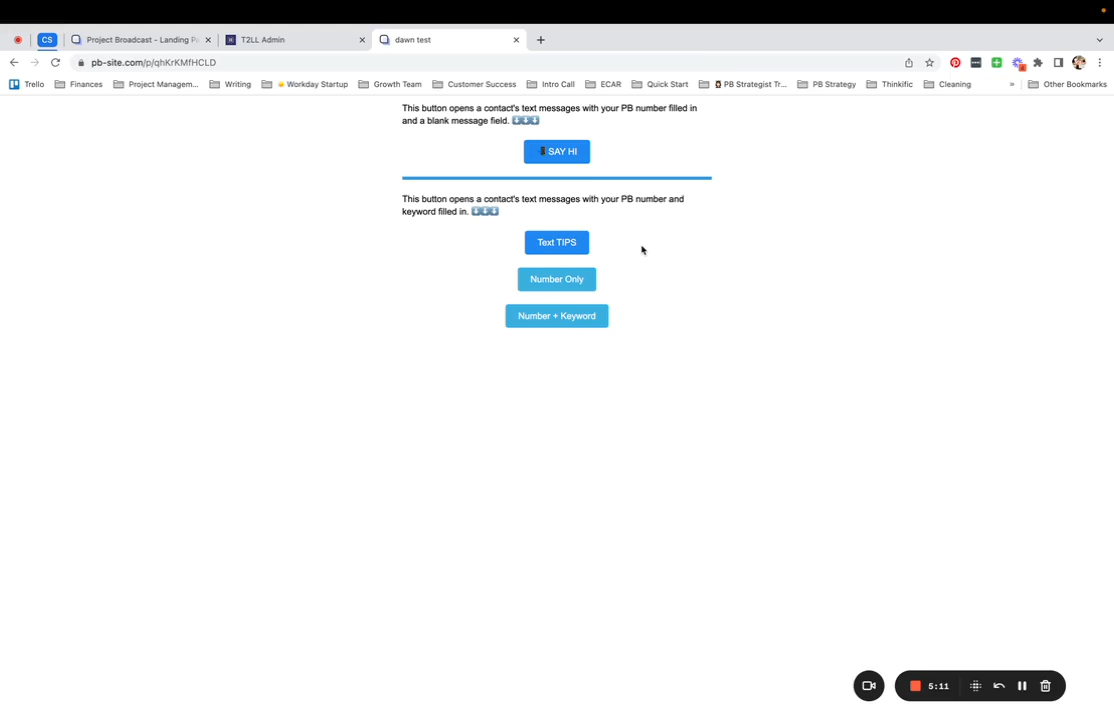 CS
Project Broadcast - Landing Pa
T2LL Admin
dawn test
pb-site.com/p/qhKrKMfHCLD
Trello
Finances
Project Managem...
Writing
Workday Startup
Growth Team
Customer Success
Intro Call
ECAR
Quick Start
PB Strategist Tr...
PB Strategy
Thinkific
Cleaning
»
Other Bookmarks
This button opens a contact's text messages with your PB number filled in
and a blank message field. ⬇️⬇️⬇️
📲 SAY HI
This button opens a contact's text messages with your PB number and
keyword filled in. ⬇️⬇️⬇️
Text TIPS
Number Only
Number + Keyword
5:11